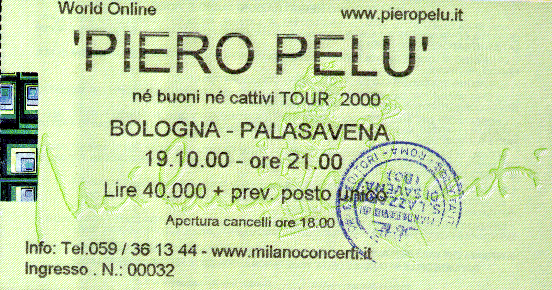 World Online www.pieropelu.it
'PIERO PELU'
né buoni né cattivi TOUR 2000
BOLOGNA - PALASAVENA
19.10.00 - ore 21.00
Lire 40.000 + prev. posto unico
Apertura cancelli ore 18.00
Info: Tel.059 / 36 13 44 - www.milanoconcerti.it
Ingresso . N.: 00032